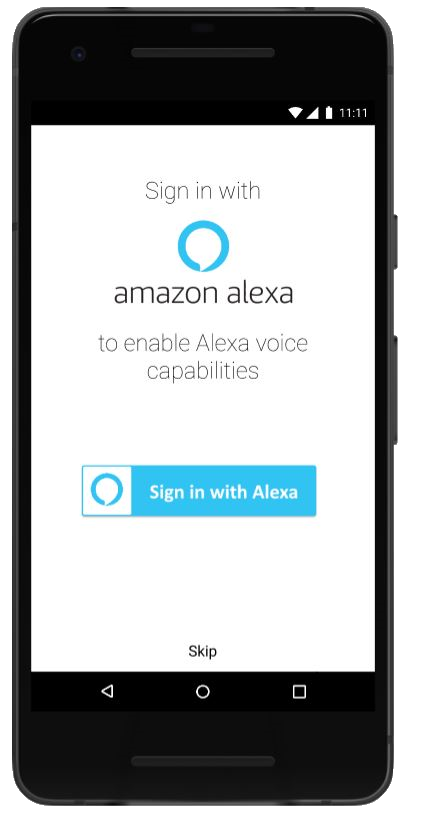 11:11
Sign in with
amazon alexa
to enable Alexa voice
capabilities
Sign in with Alexa
Skip